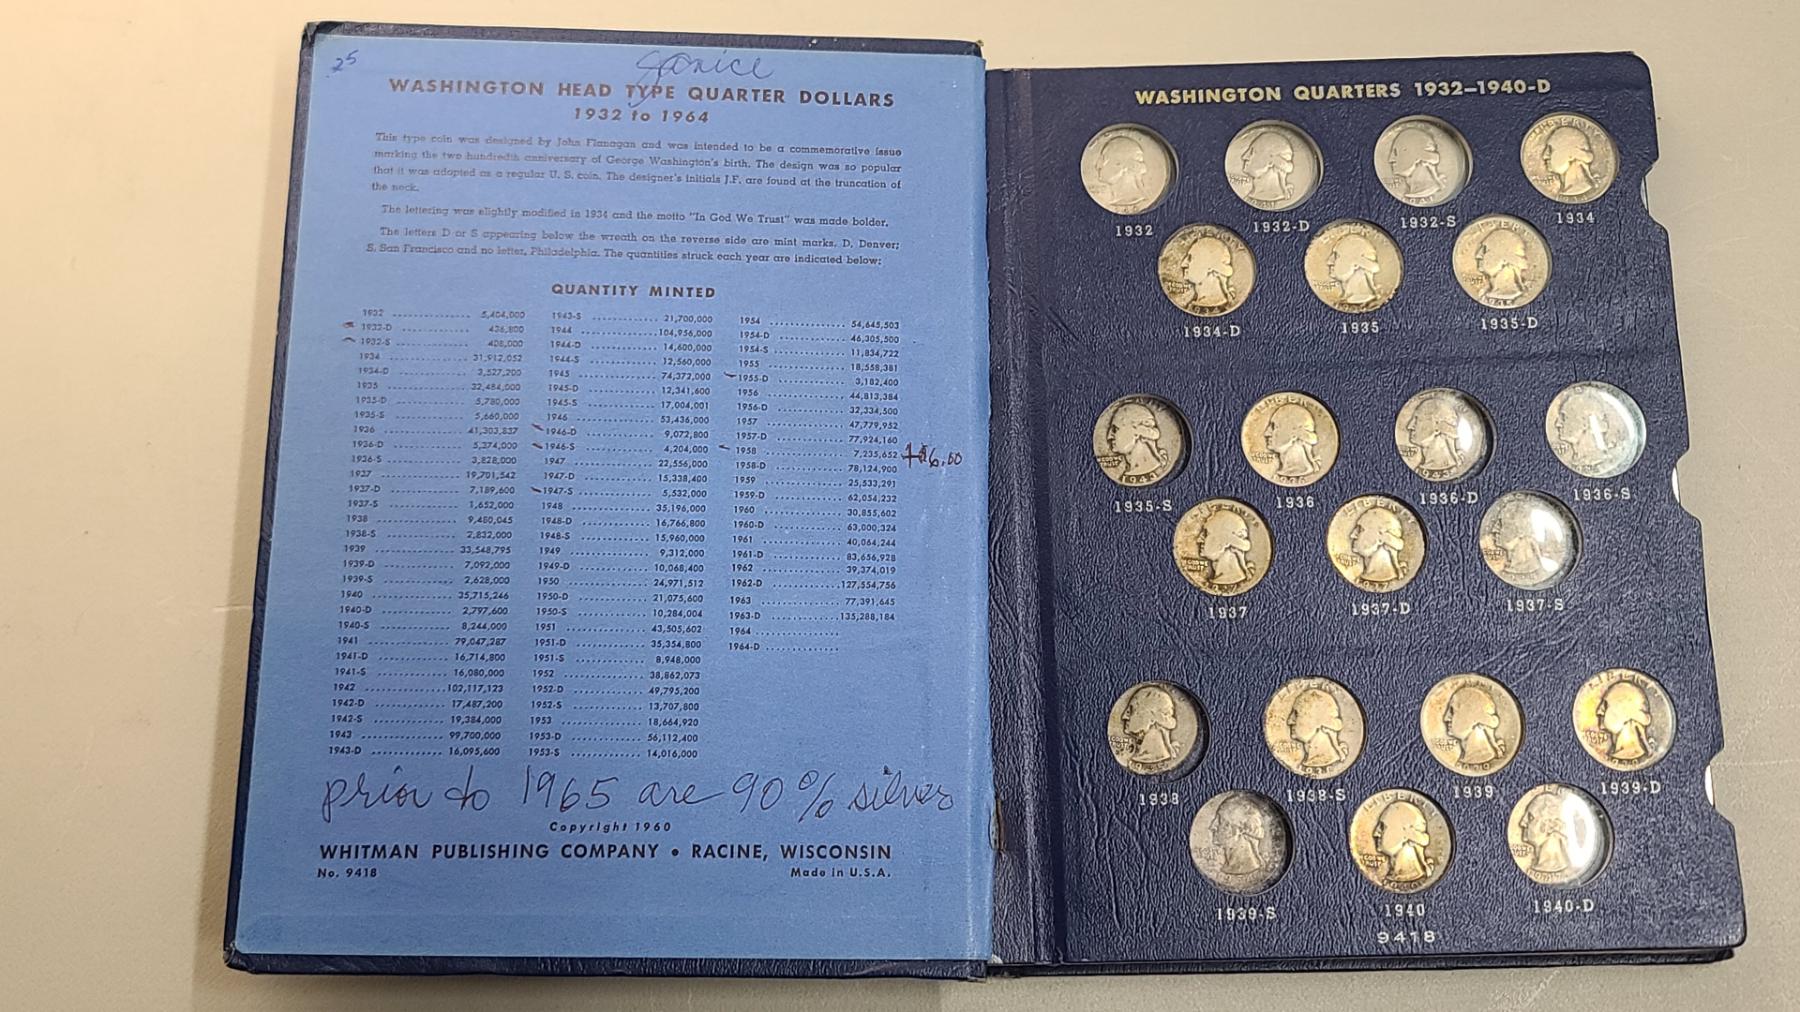 25
Janice
WASHINGTON HEAD TYPE QUARTER DOLLARS
1932 to 1964
This type coin was designed by John Flanagan and was intended to be a commemorative issue
marking the two hundredth anniversary of George Washington's birth. The design was so popular
that it was adopted as a regular U. S. coin. The designer's initials J.F. are found at the truncation of
the neck.
The lettering was slightly modified in 1934 and the motto "In God We Trust" was made bolder.
The letters D or S appearing below the wreath on the reverse side are mint marks. D, Denver;
S, San Francisco and no letter, Philadelphia. The quantities struck each year are indicated below:
QUANTITY MINTED
1932 5,404,000
1932-D 436,800
1932-S 408,000
1934 31,912,052
1934-D 3,527,200
1935 32,484,000
1935-D 5,780,000
1935-S 5,660,000
1936 41,303,837
1936-D 5,374,000
1936-S 3,828,000
1937 19,701,542
1937-D 7,189,600
1937-S 1,652,000
1938 9,480,045
1938-S 2,832,000
1939 33,548,795
1939-D 7,092,000
1939-S 2,628,000
1940 35,715,246
1940-D 2,797,600
1940-S 8,244,000
1941 79,047,287
1941-D 16,714,800
1941-S 16,080,000
1942 102,117,123
1942-D 17,487,200
1942-S 19,384,000
1943 99,700,000
1943-D 16,095,600
1943-S 21,700,000
1944 104,956,000
1944-D 14,600,000
1944-S 12,560,000
1945 74,372,000
1945-D 12,341,600
1945-S 17,004,001
1946 53,436,000
1946-D 9,072,800
1946-S 4,204,000
1947 22,556,000
1947-D 15,338,400
1947-S 5,532,000
1948 35,196,000
1948-D 16,766,800
1948-S 15,960,000
1949 9,312,000
1949-D 10,068,400
1950 24,971,512
1950-D 21,075,600
1950-S 10,284,004
1951 43,505,602
1951-D 35,354,800
1951-S 8,948,000
1952 38,862,073
1952-D 49,795,200
1952-S 13,707,800
1953 18,664,920
1953-D 56,112,400
1953-S 14,016,000
1954 54,645,503
1954-D 46,305,500
1954-S 11,834,722
1955 18,558,381
1955-D 3,182,400
1956 44,813,384
1956-D 32,334,500
1957 47,779,952
1957-D 77,924,160
1958 7,235,652 $6.00
1958-D 78,124,900
1959 25,533,291
1959-D 62,054,232
1960 30,855,602
1960-D 63,000,324
1961 40,064,244
1961-D 83,656,928
1962 39,374,019
1962-D 127,554,756
1963 77,391,645
1963-D 135,288,184
1964
1964-D
prior to 1965 are 90% silver
Copyright 1960
WHITMAN PUBLISHING COMPANY • RACINE, WISCONSIN
No. 9418 Made in U.S.A.
WASHINGTON QUARTERS 1932–1940-D
1932 1932-D 1932-S 1934
1934-D 1935 1935-D
1935-S 1936 1936-D 1936-S
1937 1937-D 1937-S
1938 1938-S 1939 1939-D
1939-S 1940 1940-D
9418